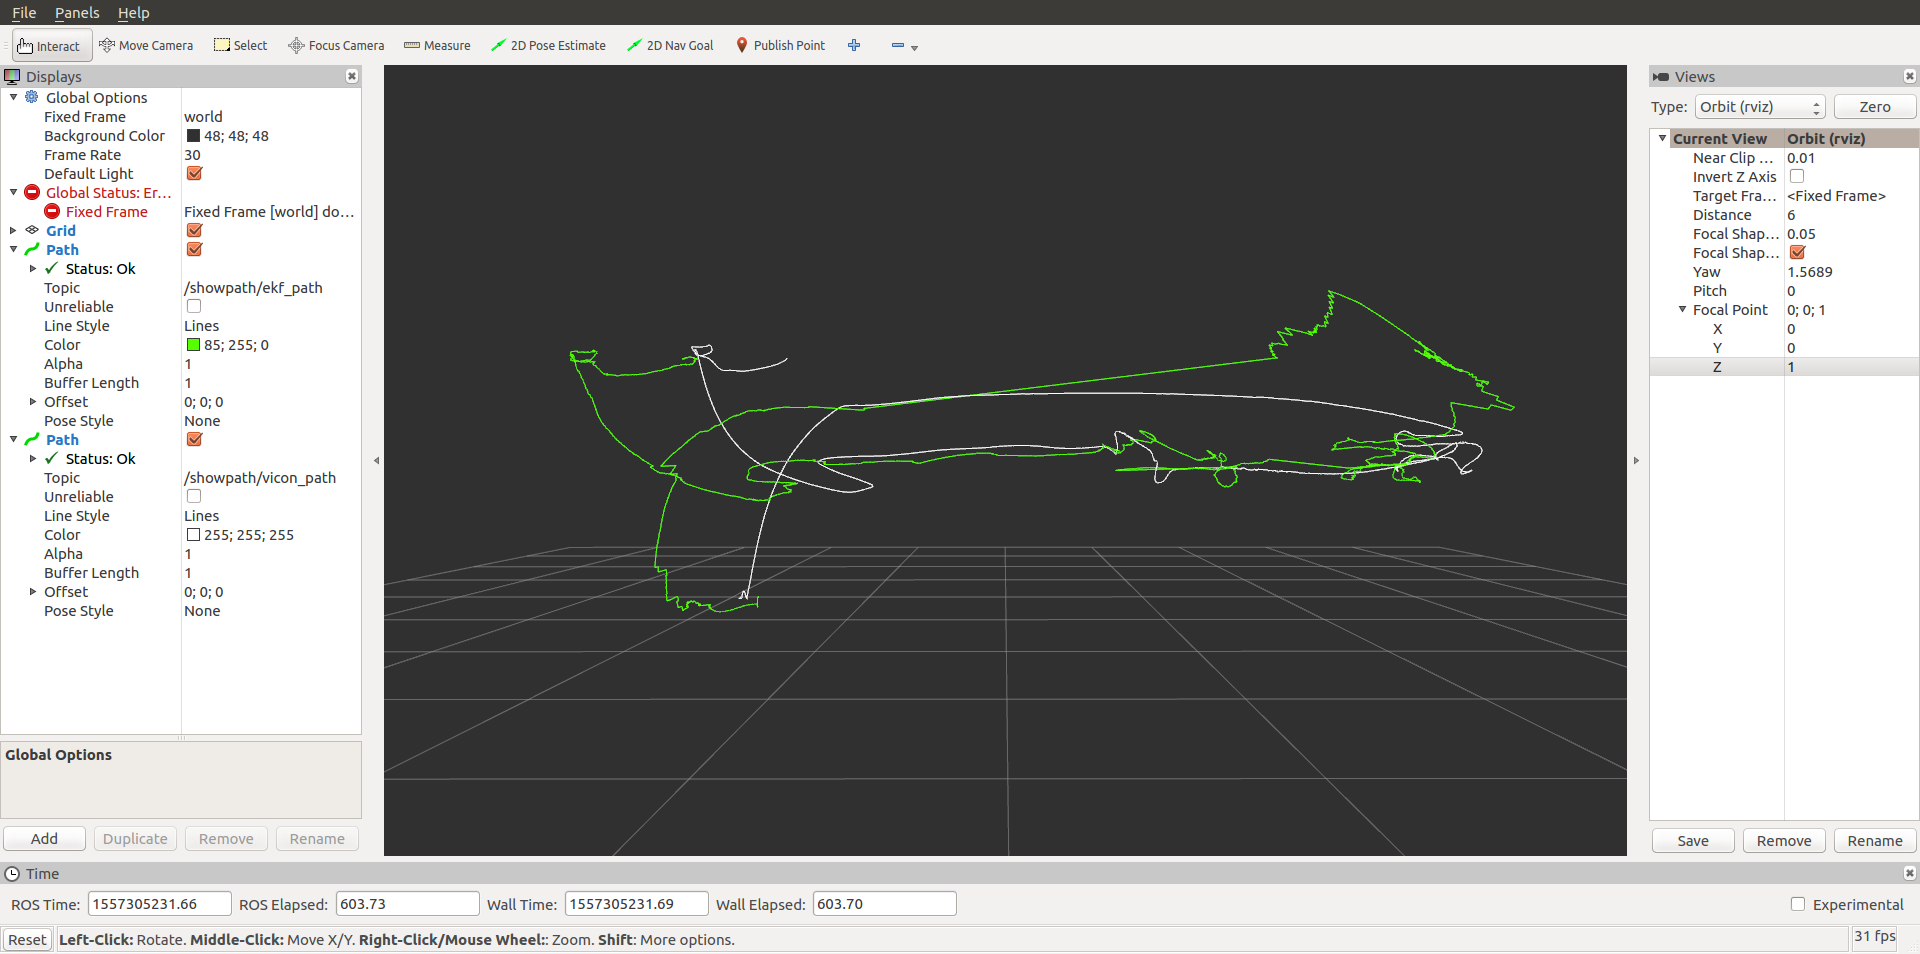 File Panels Help
Interact Move Camera Select Focus Camera Measure 2D Pose Estimate 2D Nav Goal Publish Point
Displays
Global Options
Fixed Frame world
Background Color 48; 48; 48
Frame Rate 30
Default Light
Global Status: Er...
Fixed Frame Fixed Frame [world] do...
Grid
Path
Status: Ok
Topic /showpath/ekf_path
Unreliable
Line Style Lines
Color 85; 255; 0
Alpha 1
Buffer Length 1
Offset 0; 0; 0
Pose Style None
Path
Status: Ok
Topic /showpath/vicon_path
Unreliable
Line Style Lines
Color 255; 255; 255
Alpha 1
Buffer Length 1
Offset 0; 0; 0
Pose Style None
Global Options
Add Duplicate Remove Rename
Views
Type: Orbit (rviz) Zero
Current View Orbit (rviz)
Near Clip ... 0.01
Invert Z Axis
Target Fra... <Fixed Frame>
Distance 6
Focal Shap... 0.05
Focal Shap...
Yaw 1.5689
Pitch 0
Focal Point 0; 0; 1
X 0
Y 0
Z 1
Save Remove Rename
Time
ROS Time: 1557305231.66 ROS Elapsed: 603.73 Wall Time: 1557305231.69 Wall Elapsed: 603.70 Experimental
Reset Left-Click: Rotate. Middle-Click: Move X/Y. Right-Click/Mouse Wheel:: Zoom. Shift: More options. 31 fps